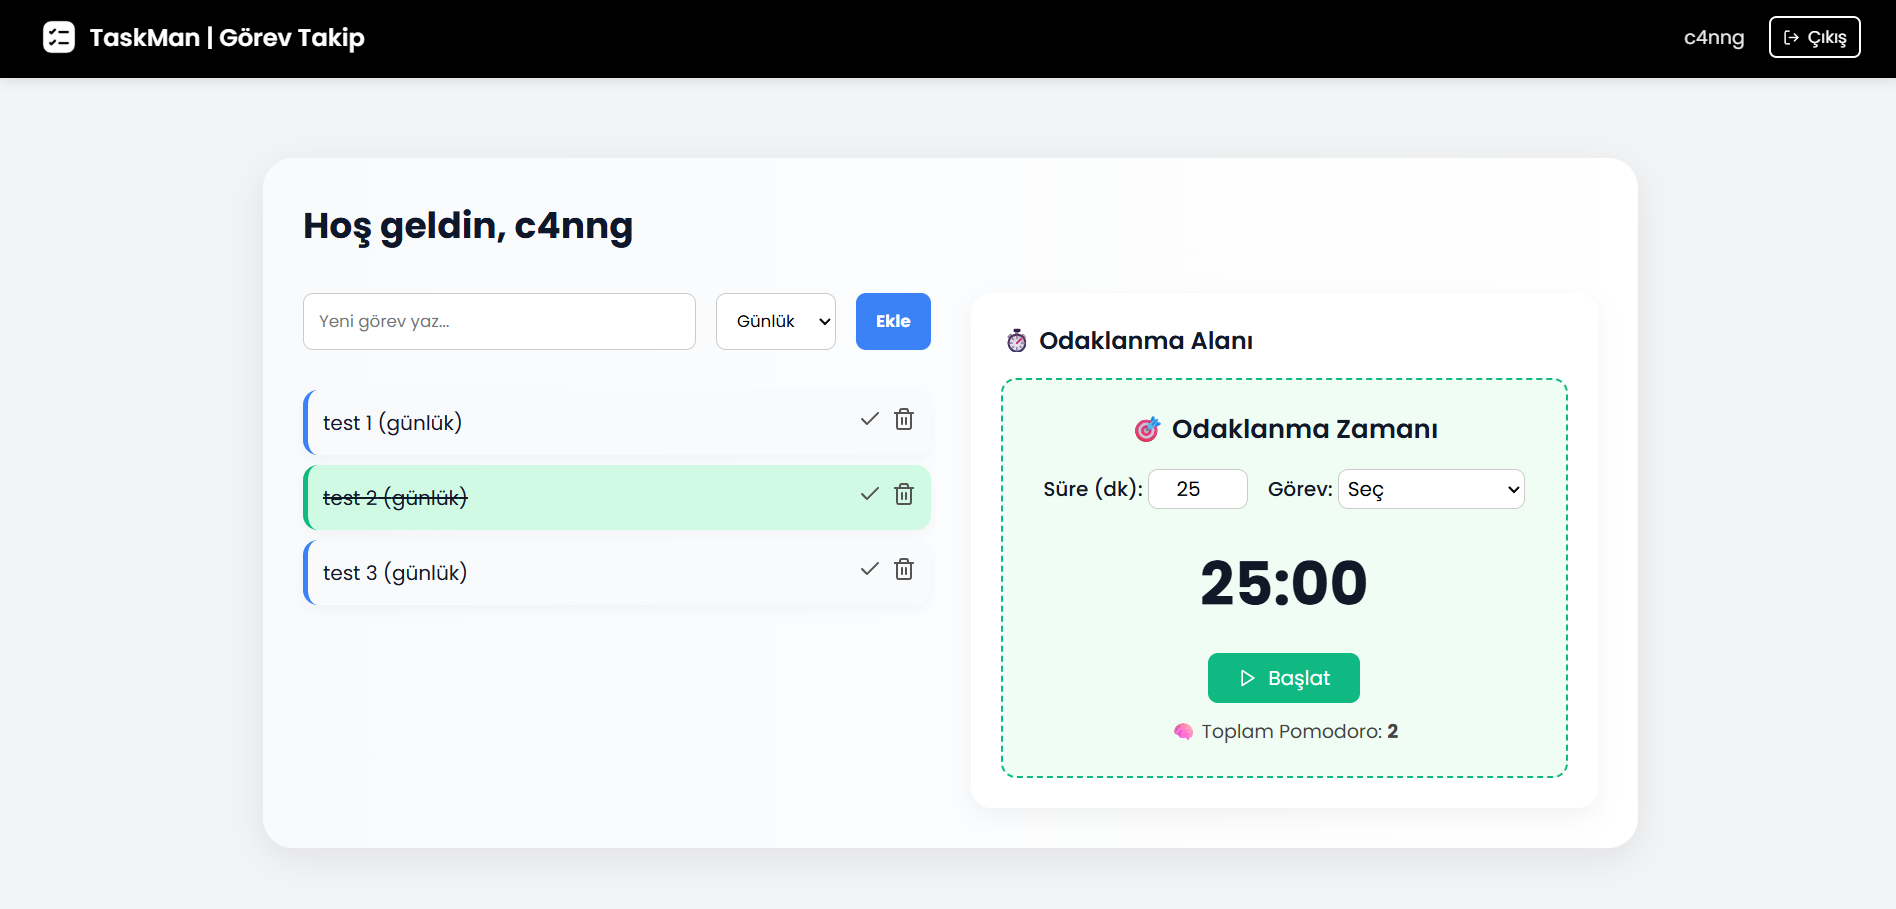 TaskMan | Görev Takip
c4nng
Çıkış
Hoş geldin, c4nng
Yeni görev yaz...
Günlük
Ekle
test 1 (günlük)
test 2 (günlük)
test 3 (günlük)
Odaklanma Alanı
Odaklanma Zamanı
Süre (dk): 25 Görev: Seç
25:00
Başlat
Toplam Pomodoro: 2